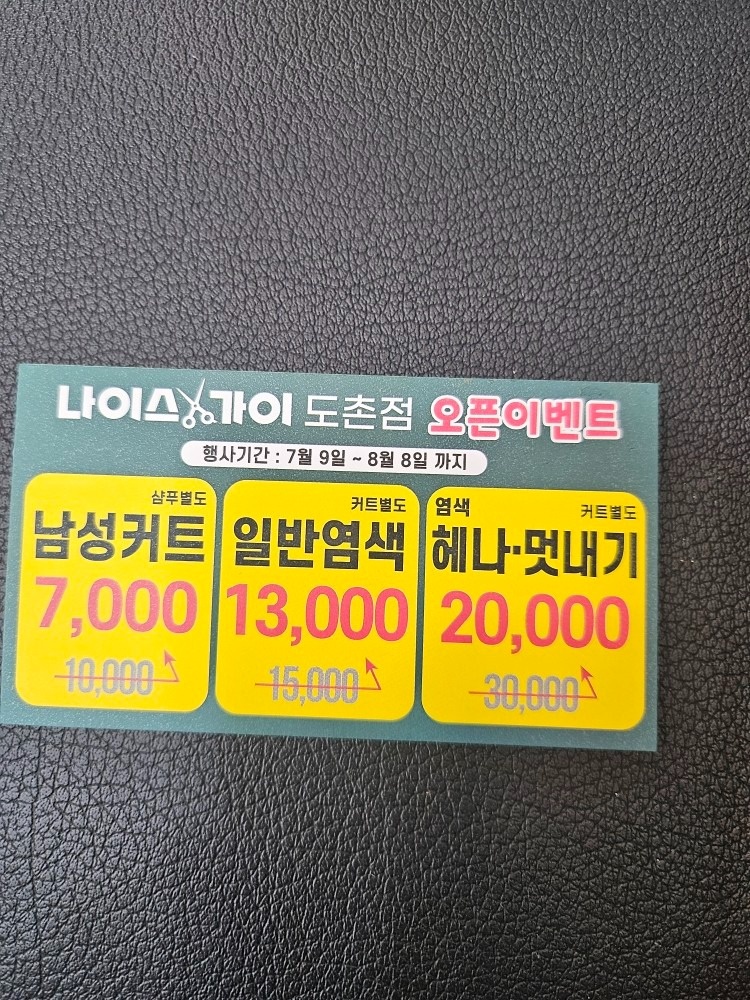 나이스가이 도촌점 오픈이벤트
행사기간 : 7월 9일 ~ 8월 8일 까지
샴푸별도
남성커트
7,000
10,000
커트별도
일반염색
13,000
15,000
염색 커트별도
헤나·멋내기
20,000
30,000